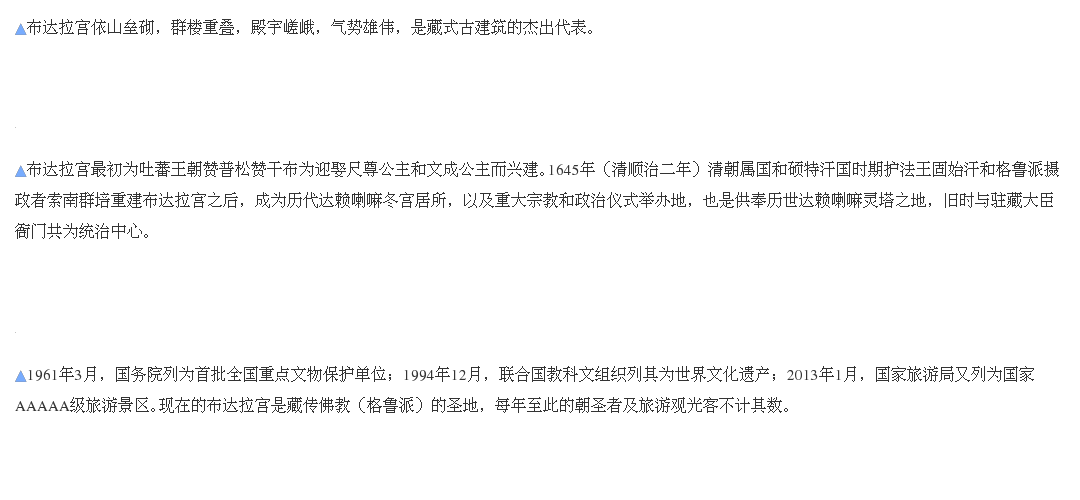 ▲布达拉宫依山垒砌，群楼重叠，殿宇嵯峨，气势雄伟，是藏式古建筑的杰出代表。
▲布达拉宫最初为吐蕃王朝赞普松赞干布为迎娶尺尊公主和文成公主而兴建。1645年（清顺治二年）清朝属国和硕特汗国时期护法王固始汗和格鲁派摄
政者索南群培重建布达拉宫之后，成为历代达赖喇嘛冬宫居所，以及重大宗教和政治仪式举办地，也是供奉历世达赖喇嘛灵塔之地，旧时与驻藏大臣
衙门共为统治中心。
▲1961年3月，国务院列为首批全国重点文物保护单位；1994年12月，联合国教科文组织列其为世界文化遗产；2013年1月，国家旅游局又列为国家
AAAAA级旅游景区。现在的布达拉宫是藏传佛教（格鲁派）的圣地，每年至此的朝圣者及旅游观光客不计其数。